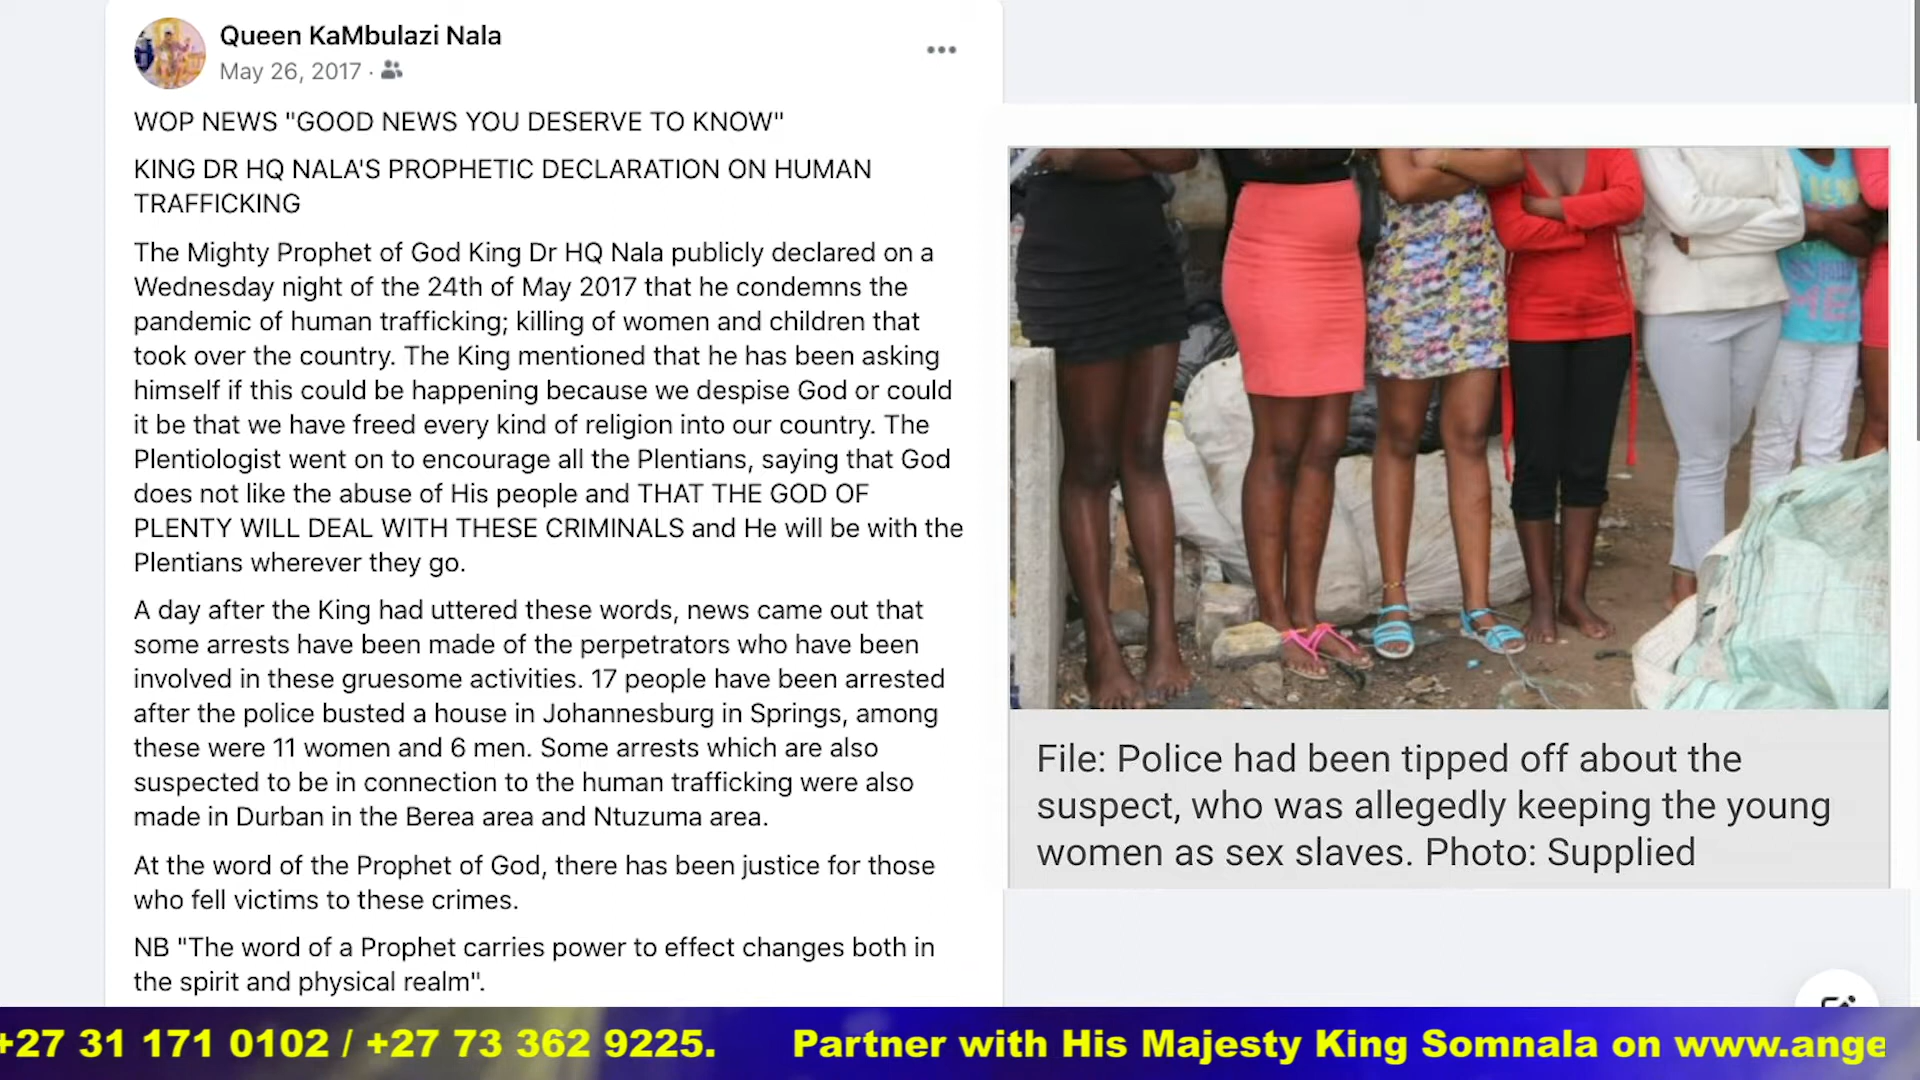 Queen KaMbulazi Nala
May 26, 2017 ·
WOP NEWS "GOOD NEWS YOU DESERVE TO KNOW"
KING DR HQ NALA'S PROPHETIC DECLARATION ON HUMAN
TRAFFICKING
The Mighty Prophet of God King Dr HQ Nala publicly declared on a
Wednesday night of the 24th of May 2017 that he condemns the
pandemic of human trafficking; killing of women and children that
took over the country. The King mentioned that he has been asking
himself if this could be happening because we despise God or could
it be that we have freed every kind of religion into our country. The
Plentiologist went on to encourage all the Plentians, saying that God
does not like the abuse of His people and THAT THE GOD OF
PLENTY WILL DEAL WITH THESE CRIMINALS and He will be with the
Plentians wherever they go.
A day after the King had uttered these words, news came out that
some arrests have been made of the perpetrators who have been
involved in these gruesome activities. 17 people have been arrested
after the police busted a house in Johannesburg in Springs, among
these were 11 women and 6 men. Some arrests which are also
suspected to be in connection to the human trafficking were also
made in Durban in the Berea area and Ntuzuma area.
At the word of the Prophet of God, there has been justice for those
who fell victims to these crimes.
NB "The word of a Prophet carries power to effect changes both in
the spirit and physical realm".
File: Police had been tipped off about the
suspect, who was allegedly keeping the young
women as sex slaves. Photo: Supplied
+27 31 171 0102 / +27 73 362 9225. Partner with His Majesty King Somnala on www.ange